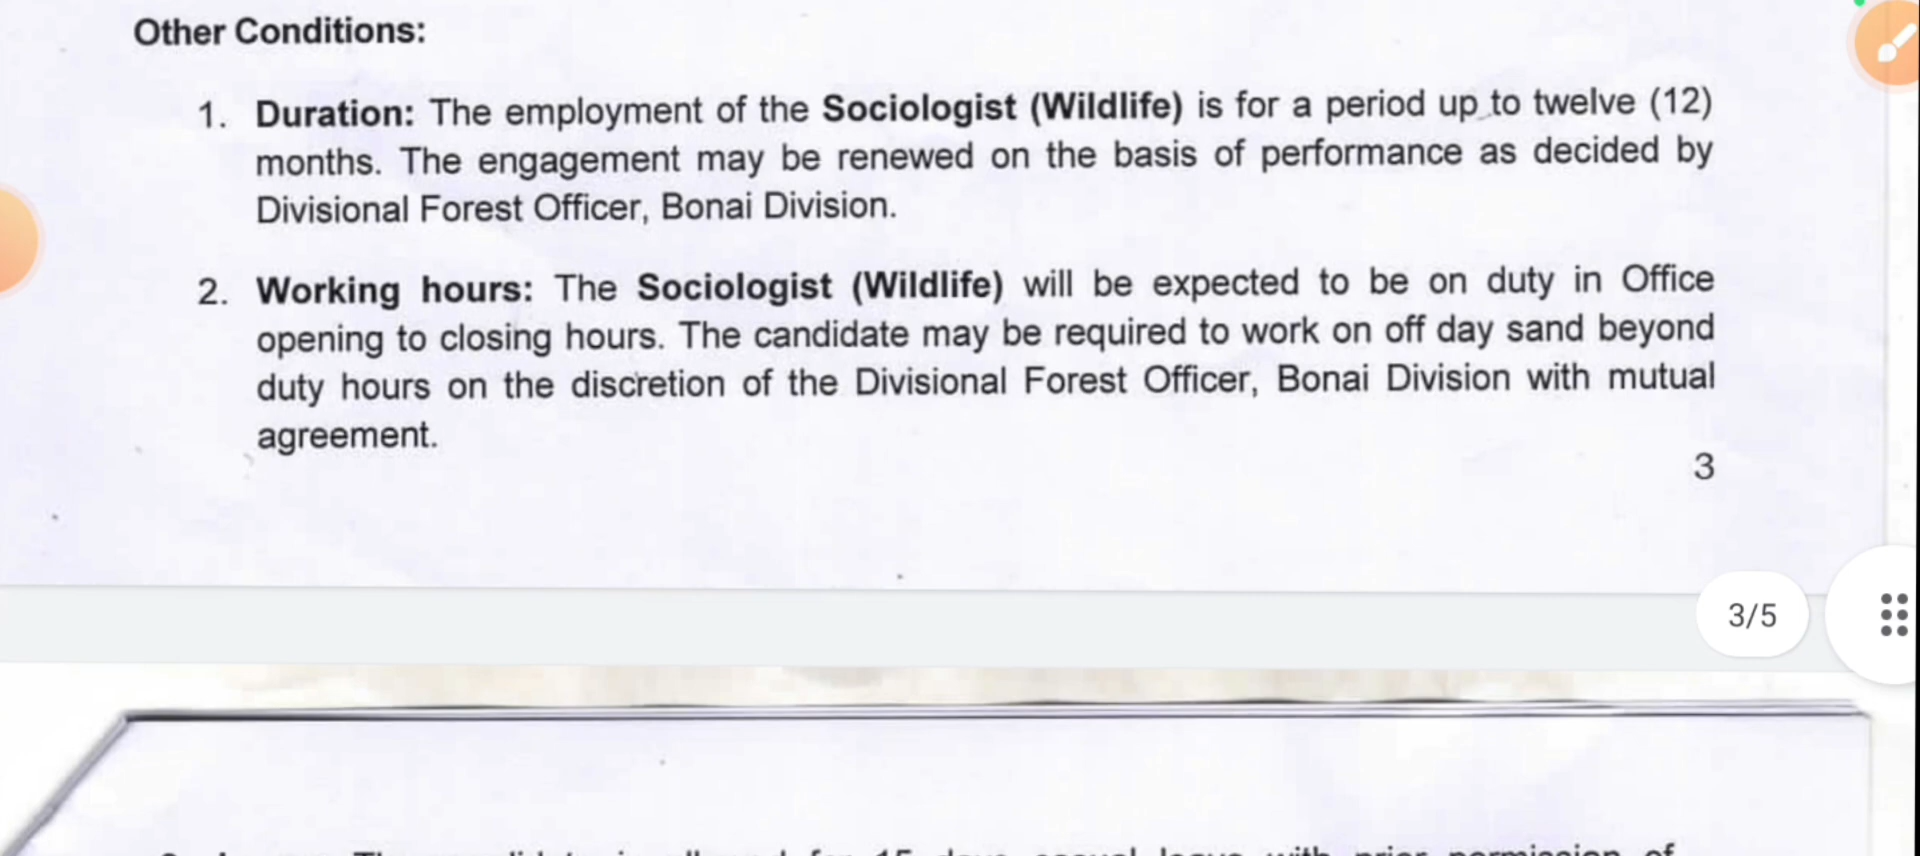 Other Conditions:
1. Duration: The employment of the Sociologist (Wildlife) is for a period up to twelve (12)
months. The engagement may be renewed on the basis of performance as decided by
Divisional Forest Officer, Bonai Division.
2. Working hours: The Sociologist (Wildlife) will be expected to be on duty in Office
opening to closing hours. The candidate may be required to work on off day sand beyond
duty hours on the discretion of the Divisional Forest Officer, Bonai Division with mutual
agreement.
3
3/5